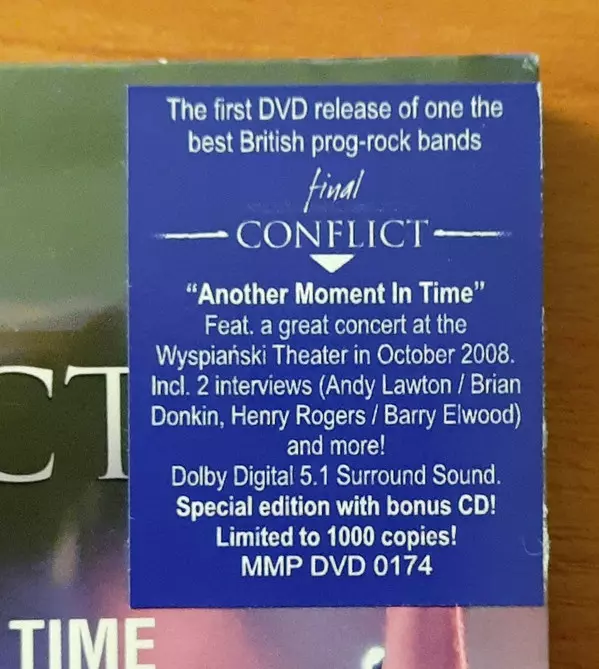 The first DVD release of one the
best British prog-rock bands
final
CONFLICT
“Another Moment In Time”
Feat. a great concert at the
Wyspiański Theater in October 2008.
Incl. 2 interviews (Andy Lawton / Brian
Donkin, Henry Rogers / Barry Elwood)
and more!
Dolby Digital 5.1 Surround Sound.
Special edition with bonus CD!
Limited to 1000 copies!
MMP DVD 0174
CT
TIME